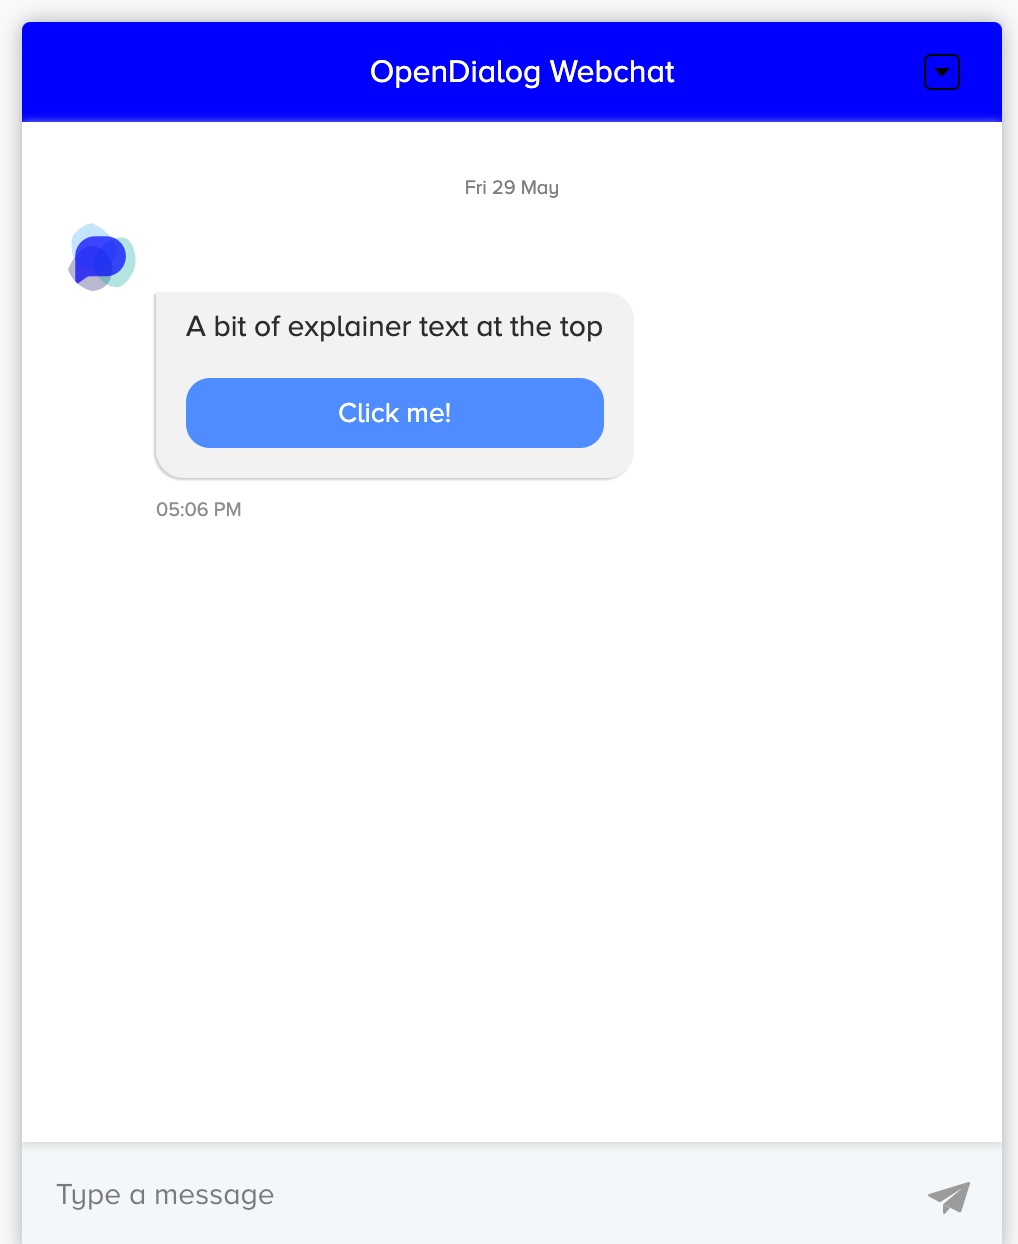 OpenDialog Webchat
Fri 29 May
A bit of explainer text at the top
Click me!
05:06 PM
Type a message